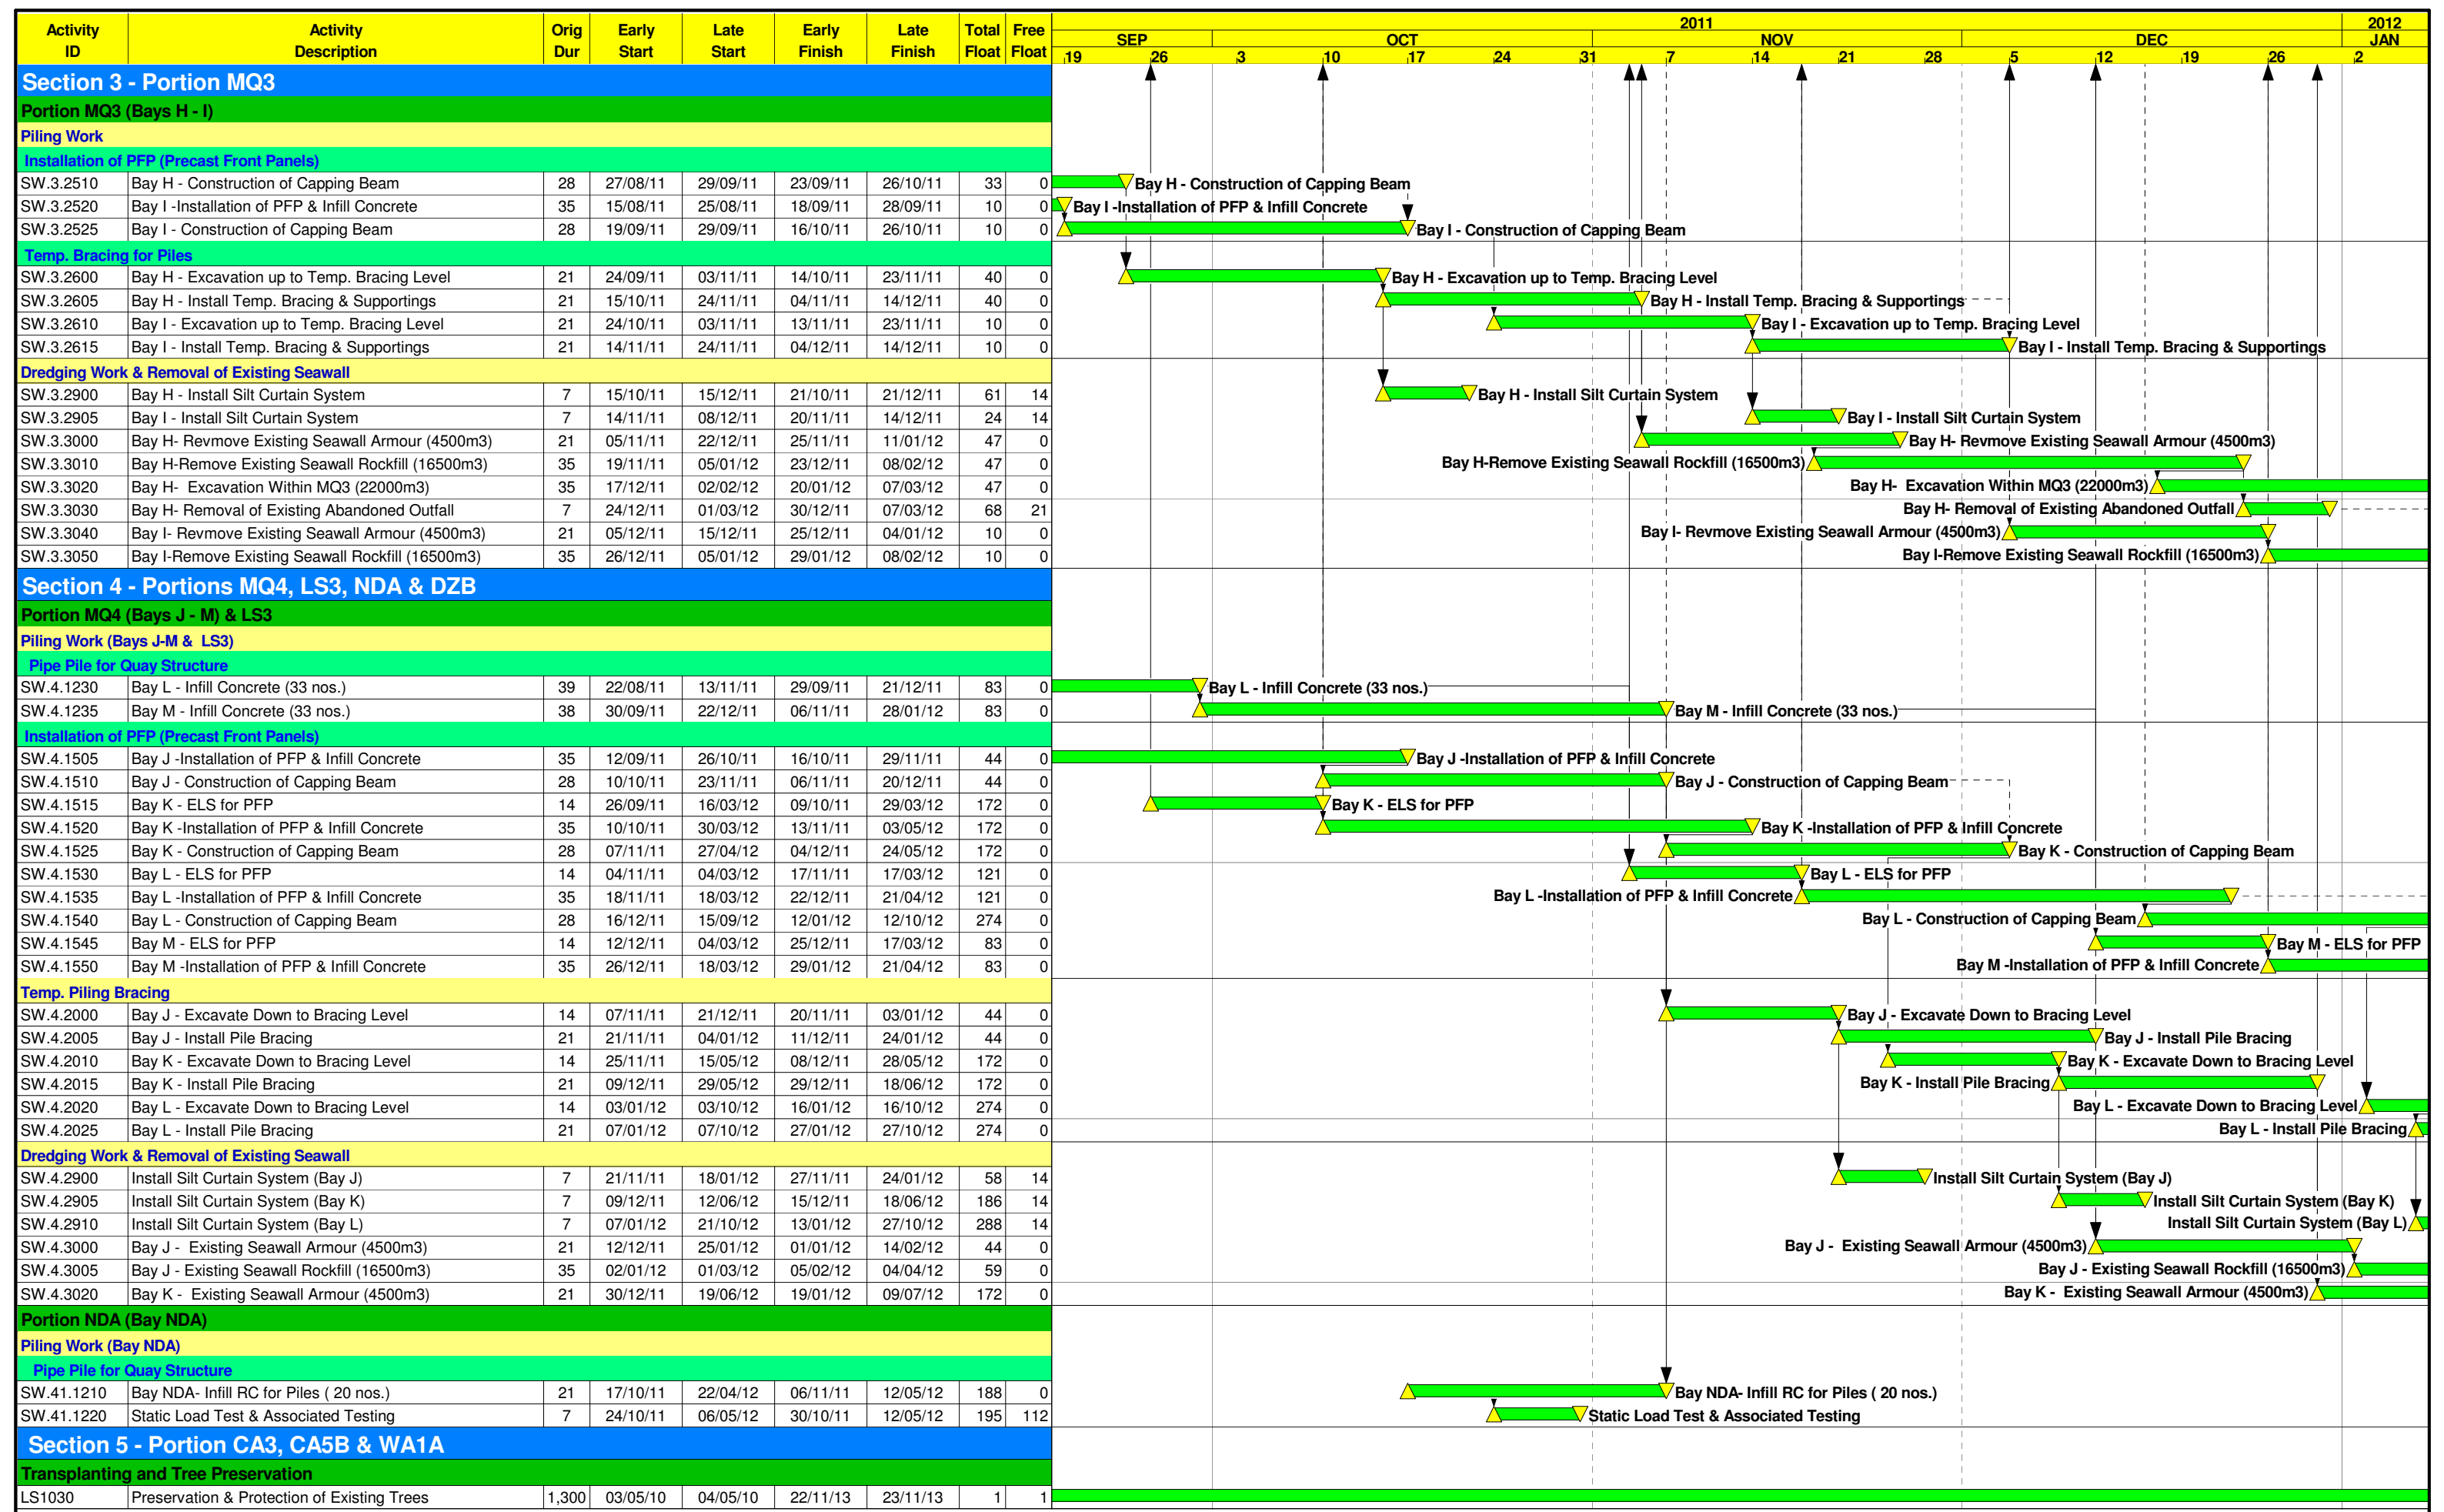 Activity ID Activity Description Orig Dur Early Start Late Start Early Finish Late Finish Total Float Free Float
2011 2012
SEP OCT NOV DEC JAN
19 26 3 10 17 24 31 7 14 21 28 5 12 19 26 2
Section 3 - Portion MQ3
Portion MQ3 (Bays H - I)
Piling Work
Installation of PFP (Precast Front Panels)
SW.3.2510 Bay H - Construction of Capping Beam 28 27/08/11 29/09/11 23/09/11 26/10/11 33 0 Bay H - Construction of Capping Beam
SW.3.2520 Bay I -Installation of PFP & Infill Concrete 35 15/08/11 25/08/11 18/09/11 28/09/11 10 0 Bay I -Installation of PFP & Infill Concrete
SW.3.2525 Bay I - Construction of Capping Beam 28 19/09/11 29/09/11 16/10/11 26/10/11 10 0 Bay I - Construction of Capping Beam
Temp. Bracing for Piles
SW.3.2600 Bay H - Excavation up to Temp. Bracing Level 21 24/09/11 03/11/11 14/10/11 23/11/11 40 0 Bay H - Excavation up to Temp. Bracing Level
SW.3.2605 Bay H - Install Temp. Bracing & Supportings 21 15/10/11 24/11/11 04/11/11 14/12/11 40 0 Bay H - Install Temp. Bracing & Supportings
SW.3.2610 Bay I - Excavation up to Temp. Bracing Level 21 24/10/11 03/11/11 13/11/11 23/11/11 10 0 Bay I - Excavation up to Temp. Bracing Level
SW.3.2615 Bay I - Install Temp. Bracing & Supportings 21 14/11/11 24/11/11 04/12/11 14/12/11 10 0 Bay I - Install Temp. Bracing & Supportings
Dredging Work & Removal of Existing Seawall
SW.3.2900 Bay H - Install Silt Curtain System 7 15/10/11 15/12/11 21/10/11 21/12/11 61 14 Bay H - Install Silt Curtain System
SW.3.2905 Bay I - Install Silt Curtain System 7 14/11/11 08/12/11 20/11/11 14/12/11 24 14 Bay I - Install Silt Curtain System
SW.3.3000 Bay H- Revmove Existing Seawall Armour (4500m3) 21 05/11/11 22/12/11 25/11/11 11/01/12 47 0 Bay H- Revmove Existing Seawall Armour (4500m3)
SW.3.3010 Bay H-Remove Existing Seawall Rockfill (16500m3) 35 19/11/11 05/01/12 23/12/11 08/02/12 47 0 Bay H-Remove Existing Seawall Rockfill (16500m3)
SW.3.3020 Bay H- Excavation Within MQ3 (22000m3) 35 17/12/11 02/02/12 20/01/12 07/03/12 47 0 Bay H- Excavation Within MQ3 (22000m3)
SW.3.3030 Bay H- Removal of Existing Abandoned Outfall 7 24/12/11 01/03/12 30/12/11 07/03/12 68 21 Bay H- Removal of Existing Abandoned Outfall
SW.3.3040 Bay I- Revmove Existing Seawall Armour (4500m3) 21 05/12/11 15/12/11 25/12/11 04/01/12 10 0 Bay I- Revmove Existing Seawall Armour (4500m3)
SW.3.3050 Bay I-Remove Existing Seawall Rockfill (16500m3) 35 26/12/11 05/01/12 29/01/12 08/02/12 10 0 Bay I-Remove Existing Seawall Rockfill (16500m3)
Section 4 - Portions MQ4, LS3, NDA & DZB
Portion MQ4 (Bays J - M) & LS3
Piling Work (Bays J-M & LS3)
Pipe Pile for Quay Structure
SW.4.1230 Bay L - Infill Concrete (33 nos.) 39 22/08/11 13/11/11 29/09/11 21/12/11 83 0 Bay L - Infill Concrete (33 nos.)
SW.4.1235 Bay M - Infill Concrete (33 nos.) 38 30/09/11 22/12/11 06/11/11 28/01/12 83 0 Bay M - Infill Concrete (33 nos.)
Installation of PFP (Precast Front Panels)
SW.4.1505 Bay J -Installation of PFP & Infill Concrete 35 12/09/11 26/10/11 16/10/11 29/11/11 44 0 Bay J -Installation of PFP & Infill Concrete
SW.4.1510 Bay J - Construction of Capping Beam 28 10/10/11 23/11/11 06/11/11 20/12/11 44 0 Bay J - Construction of Capping Beam
SW.4.1515 Bay K - ELS for PFP 14 26/09/11 16/03/12 09/10/11 29/03/12 172 0 Bay K - ELS for PFP
SW.4.1520 Bay K -Installation of PFP & Infill Concrete 35 10/10/11 30/03/12 13/11/11 03/05/12 172 0 Bay K -Installation of PFP & Infill Concrete
SW.4.1525 Bay K - Construction of Capping Beam 28 07/11/11 27/04/12 04/12/11 24/05/12 172 0 Bay K - Construction of Capping Beam
SW.4.1530 Bay L - ELS for PFP 14 04/11/11 04/03/12 17/11/11 17/03/12 121 0 Bay L - ELS for PFP
SW.4.1535 Bay L -Installation of PFP & Infill Concrete 35 18/11/11 18/03/12 22/12/11 21/04/12 121 0 Bay L -Installation of PFP & Infill Concrete
SW.4.1540 Bay L - Construction of Capping Beam 28 16/12/11 15/09/12 12/01/12 12/10/12 274 0 Bay L - Construction of Capping Beam
SW.4.1545 Bay M - ELS for PFP 14 12/12/11 04/03/12 25/12/11 17/03/12 83 0 Bay M - ELS for PFP
SW.4.1550 Bay M -Installation of PFP & Infill Concrete 35 26/12/11 18/03/12 29/01/12 21/04/12 83 0 Bay M -Installation of PFP & Infill Concrete
Temp. Piling Bracing
SW.4.2000 Bay J - Excavate Down to Bracing Level 14 07/11/11 21/12/11 20/11/11 03/01/12 44 0 Bay J - Excavate Down to Bracing Level
SW.4.2005 Bay J - Install Pile Bracing 21 21/11/11 04/01/12 11/12/11 24/01/12 44 0 Bay J - Install Pile Bracing
SW.4.2010 Bay K - Excavate Down to Bracing Level 14 25/11/11 15/05/12 08/12/11 28/05/12 172 0 Bay K - Excavate Down to Bracing Level
SW.4.2015 Bay K - Install Pile Bracing 21 09/12/11 29/05/12 29/12/11 18/06/12 172 0 Bay K - Install Pile Bracing
SW.4.2020 Bay L - Excavate Down to Bracing Level 14 03/01/12 03/10/12 16/01/12 16/10/12 274 0 Bay L - Excavate Down to Bracing Level
SW.4.2025 Bay L - Install Pile Bracing 21 07/01/12 07/10/12 27/01/12 27/10/12 274 0 Bay L - Install Pile Bracing
Dredging Work & Removal of Existing Seawall
SW.4.2900 Install Silt Curtain System (Bay J) 7 21/11/11 18/01/12 27/11/11 24/01/12 58 14 Install Silt Curtain System (Bay J)
SW.4.2905 Install Silt Curtain System (Bay K) 7 09/12/11 12/06/12 15/12/11 18/06/12 186 14 Install Silt Curtain System (Bay K)
SW.4.2910 Install Silt Curtain System (Bay L) 7 07/01/12 21/10/12 13/01/12 27/10/12 288 14 Install Silt Curtain System (Bay L)
SW.4.3000 Bay J - Existing Seawall Armour (4500m3) 21 12/12/11 25/01/12 01/01/12 14/02/12 44 0 Bay J - Existing Seawall Armour (4500m3)
SW.4.3005 Bay J - Existing Seawall Rockfill (16500m3) 35 02/01/12 01/03/12 05/02/12 04/04/12 59 0 Bay J - Existing Seawall Rockfill (16500m3)
SW.4.3020 Bay K - Existing Seawall Armour (4500m3) 21 30/12/11 19/06/12 19/01/12 09/07/12 172 0 Bay K - Existing Seawall Armour (4500m3)
Portion NDA (Bay NDA)
Piling Work (Bay NDA)
Pipe Pile for Quay Structure
SW.41.1210 Bay NDA- Infill RC for Piles ( 20 nos.) 21 17/10/11 22/04/12 06/11/11 12/05/12 188 0 Bay NDA- Infill RC for Piles ( 20 nos.)
SW.41.1220 Static Load Test & Associated Testing 7 24/10/11 06/05/12 30/10/11 12/05/12 195 112 Static Load Test & Associated Testing
Section 5 - Portion CA3, CA5B & WA1A
Transplanting and Tree Preservation
LS1030 Preservation & Protection of Existing Trees 1,300 03/05/10 04/05/10 22/11/13 23/11/13 1 1